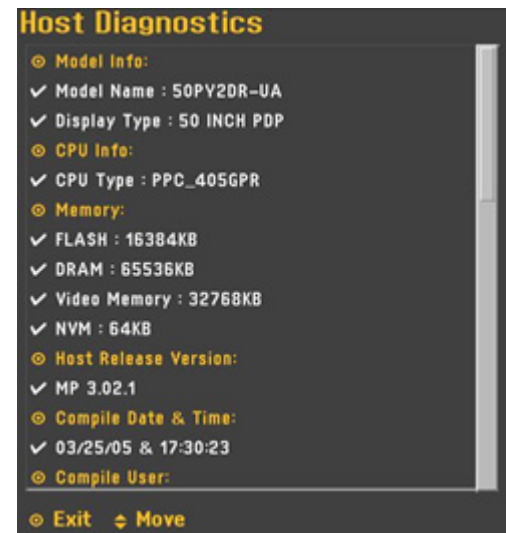 Host Diagnostics
Model Info:
Model Name : 50PY2DR-UA
Display Type : 50 INCH PDP
CPU Info:
CPU Type : PPC_405GPR
Memory:
FLASH : 16384KB
DRAM : 65536KB
Video Memory : 32768KB
NVM : 64KB
Host Release Version:
MP 3.02.1
Compile Date & Time:
03/25/05 & 17:30:23
Compile User:
Exit Move